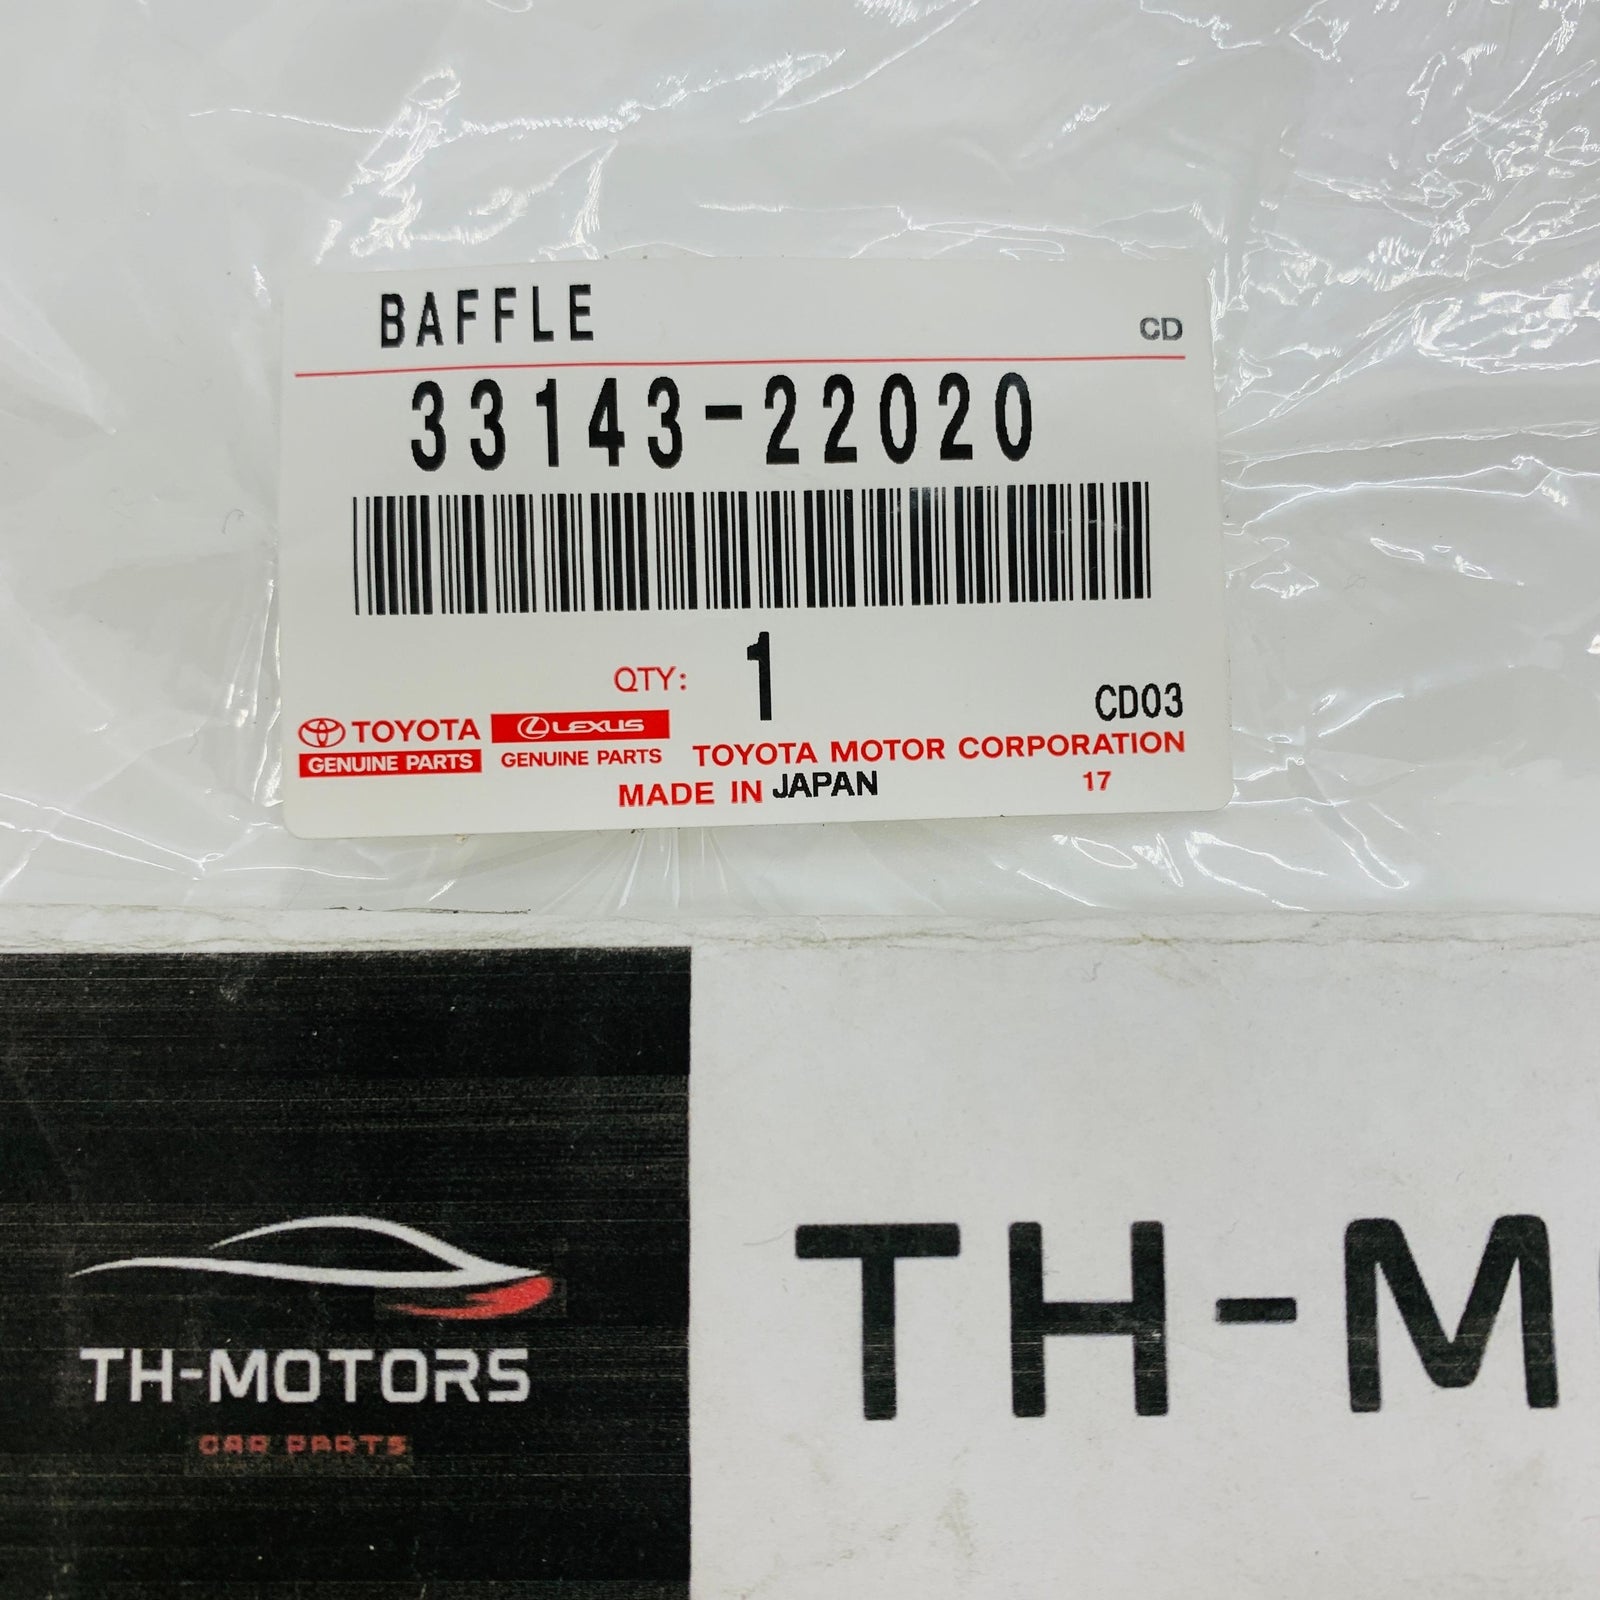 BAFFLE
CD
33143-22020
QTY: 1
CD03
TOYOTA
GENUINE PARTS
LEXUS
GENUINE PARTS
TOYOTA MOTOR CORPORATION
MADE IN JAPAN
17
TH-MOTORS
CAR PARTS
TH-M